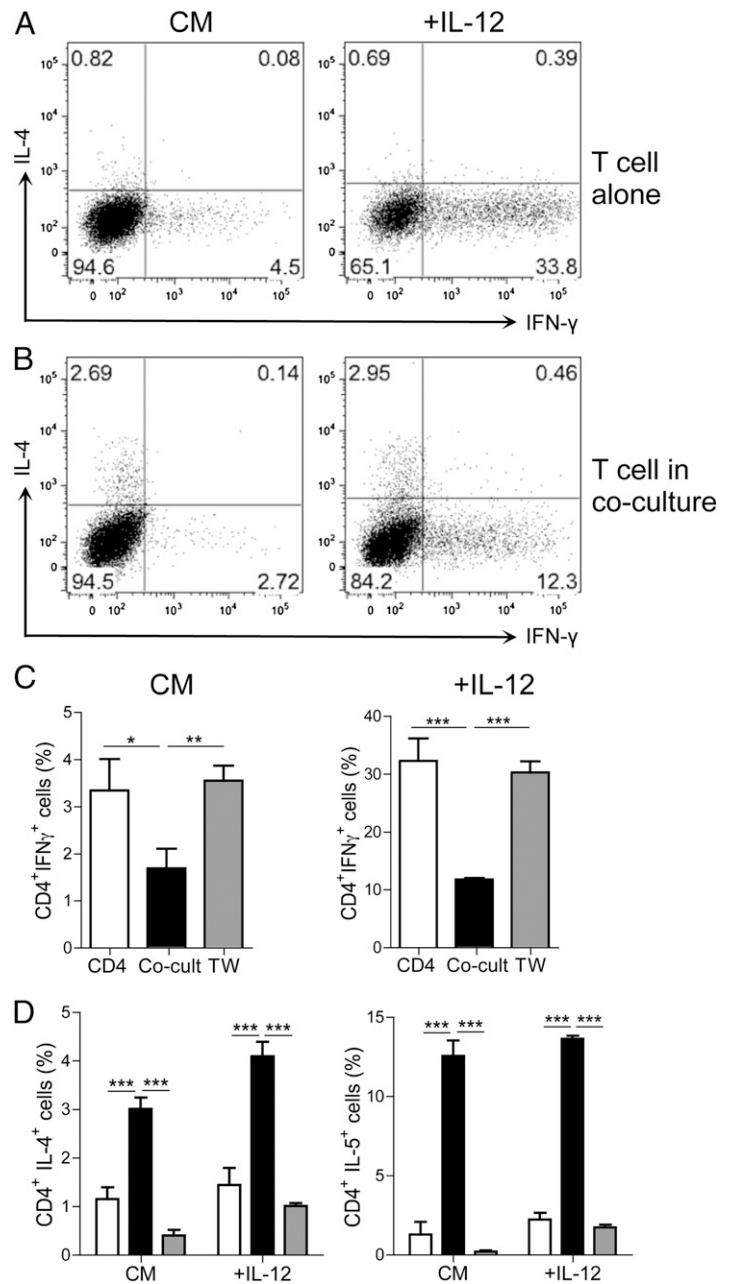 A CM +IL-12
0.82 0.08 0.69 0.39
10⁵ 10⁵
10⁴ 10⁴
IL-4
10³ 10³
T cell
alone
10² 10²
0 0
94.6 4.5 65.1 33.8
0 10² 10³ 10⁴ 10⁵ 0 10² 10³ 10⁴ 10⁵
IFN-γ
B
2.69 0.14 2.95 0.46
10⁵ 10⁵
10⁴ 10⁴
IL-4
10³ 10³
T cell in
co-culture
10² 10²
0 0
94.5 2.72 84.2 12.3
0 10² 10³ 10⁴ 10⁵ 0 10² 10³ 10⁴ 10⁵
IFN-γ
C CM +IL-12
CD4⁺IFNγ⁺ cells (%)
5
4
3
2
1
0
* **
CD4 Co-cult TW
CD4⁺IFNγ⁺ cells (%)
40
30
20
10
0
*** ***
CD4 Co-cult TW
D
CD4⁺ IL-4⁺ cells (%)
5
4
3
2
1
0
*** ***
*** ***
CM +IL-12
CD4⁺ IL-5⁺ cells (%)
15
10
5
0
*** *** *** ***
CM +IL-12